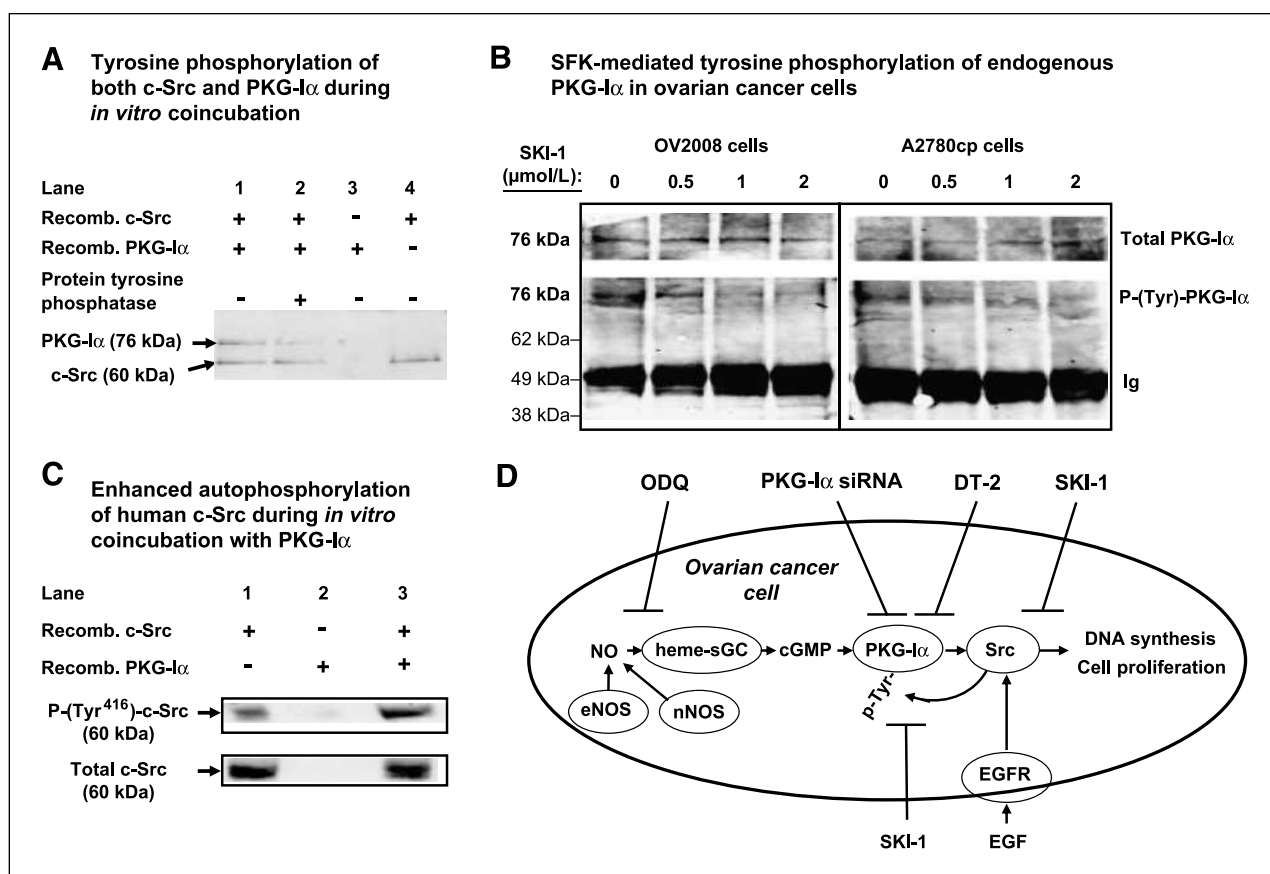 A Tyrosine phosphorylation of
both c-Src and PKG-Iα during
in vitro coincubation
Lane 1 2 3 4
Recomb. c-Src + + - +
Recomb. PKG-Iα + + + -
Protein tyrosine
phosphatase - + - -
PKG-Iα (76 kDa)
c-Src (60 kDa)
B SFK-mediated tyrosine phosphorylation of endogenous
PKG-Iα in ovarian cancer cells
OV2008 cells A2780cp cells
SKI-1
(µmol/L): 0 0.5 1 2 0 0.5 1 2
76 kDa Total PKG-Iα
76 kDa P-(Tyr)-PKG-Iα
62 kDa
49 kDa Ig
38 kDa
C Enhanced autophosphorylation
of human c-Src during in vitro
coincubation with PKG-Iα
Lane 1 2 3
Recomb. c-Src + - +
Recomb. PKG-Iα - + +
P-(Tyr416)-c-Src
(60 kDa)
Total c-Src
(60 kDa)
D
ODQ PKG-Iα siRNA DT-2 SKI-1
Ovarian cancer
cell
NO heme-sGC cGMP PKG-Iα Src DNA synthesis
Cell proliferation
p-Tyr-
eNOS nNOS
EGFR
SKI-1 EGF